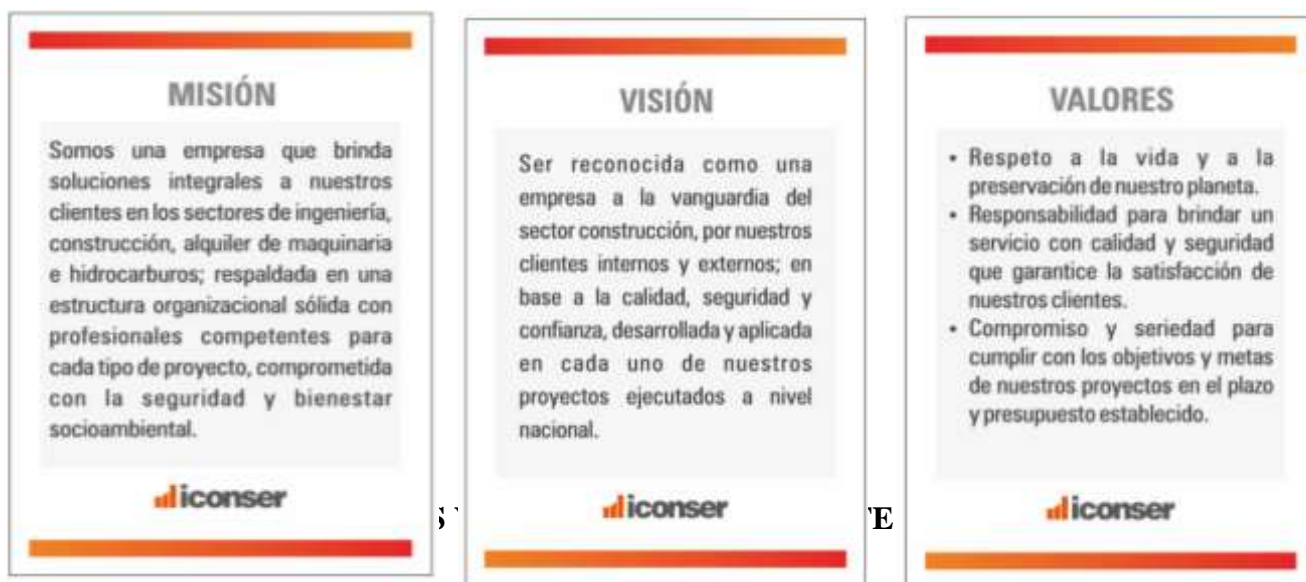 MISIÓN
Somos una empresa que brinda
soluciones integrales a nuestros
clientes en los sectores de ingeniería,
construcción, alquiler de maquinaria
e hidrocarburos; respaldada en una
estructura organizacional sólida con
profesionales competentes para
cada tipo de proyecto, comprometida
con la seguridad y bienestar
socioambiental.
iconser
VISIÓN
Ser reconocida como una
empresa a la vanguardia del
sector construcción, por nuestros
clientes internos y externos; en
base a la calidad, seguridad y
confianza, desarrollada y aplicada
en cada uno de nuestros
proyectos ejecutados a nivel
nacional.
iconser
VALORES
• Respeto a la vida y a la
preservación de nuestro planeta.
• Responsabilidad para brindar un
servicio con calidad y seguridad
que garantice la satisfacción de
nuestros clientes.
• Compromiso y seriedad para
cumplir con los objetivos y metas
de nuestros proyectos en el plazo
y presupuesto establecido.
iconser